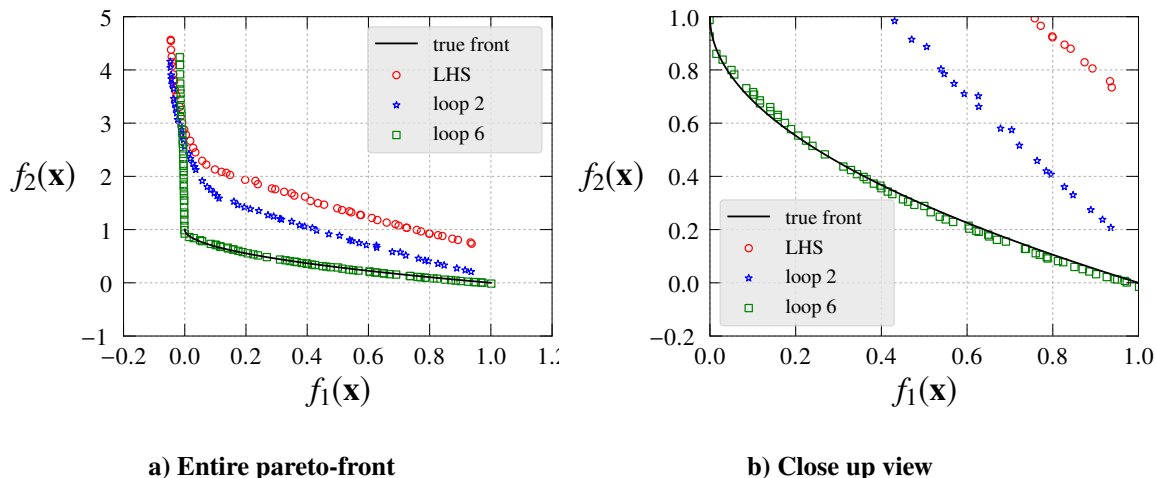 5
4
3
2
1
0
−1
−0.2
0.0
0.2
0.4
0.6
0.8
1.0
f2(x)
f1(x)
true front
LHS
loop 2
loop 6
a) Entire pareto-front
1.0
0.8
0.6
0.4
0.2
0.0
−0.2
0.0
0.2
0.4
0.6
0.8
1.0
f2(x)
f1(x)
true front
LHS
loop 2
loop 6
b) Close up view